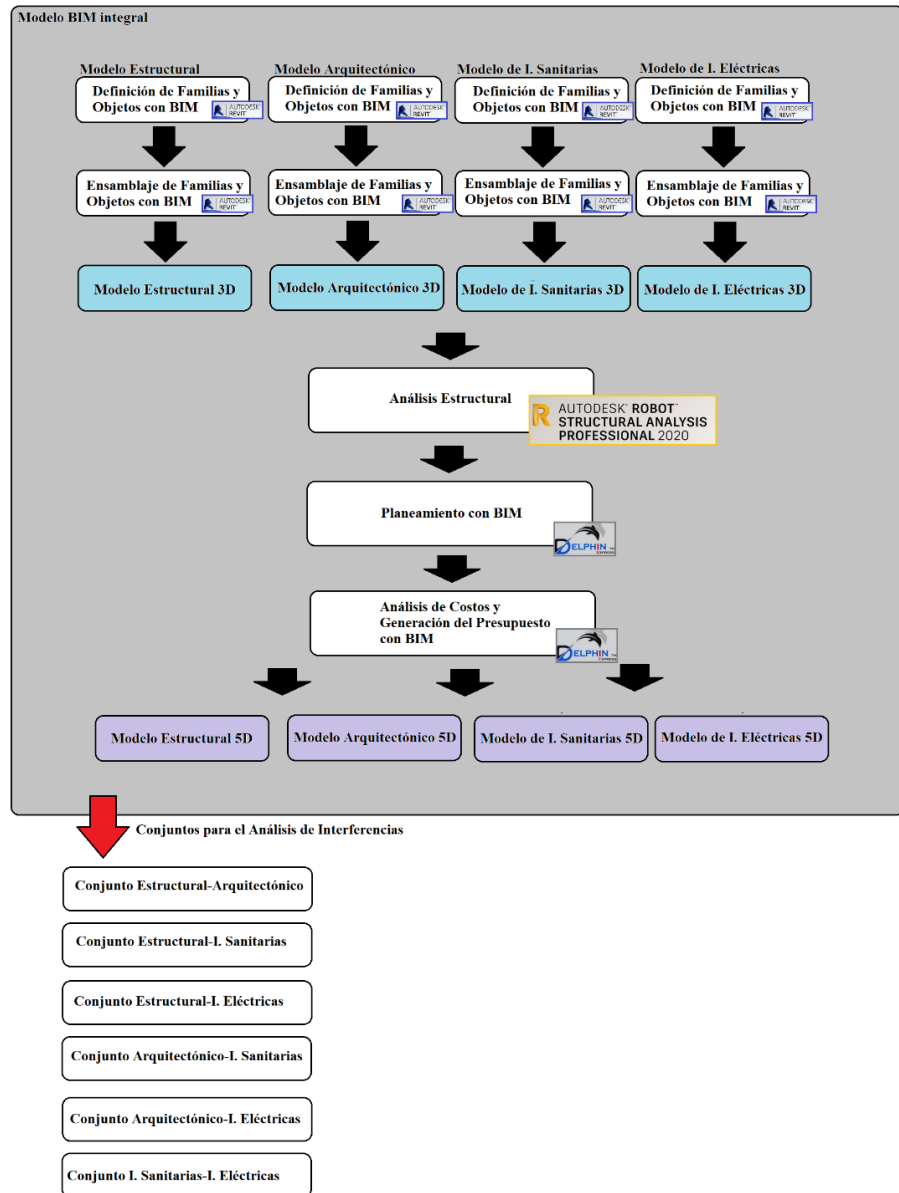 Modelo BIM integral
Modelo Estructural
Definición de Familias y
Objetos con BIM
AUTODESK®
REVIT®
Modelo Arquitectónico
Definición de Familias y
Objetos con BIM
AUTODESK®
REVIT®
Modelo de I. Sanitarias
Definición de Familias y
Objetos con BIM
AUTODESK®
REVIT®
Modelo de I. Eléctricas
Definición de Familias y
Objetos con BIM
AUTODESK®
REVIT®
Ensamblaje de Familias y
Objetos con BIM
AUTODESK®
REVIT®
Ensamblaje de Familias y
Objetos con BIM
AUTODESK®
REVIT®
Ensamblaje de Familias y
Objetos con BIM
AUTODESK®
REVIT®
Ensamblaje de Familias y
Objetos con BIM
AUTODESK®
REVIT®
Modelo Estructural 3D
Modelo Arquitectónico 3D
Modelo de I. Sanitarias 3D
Modelo de I. Eléctricas 3D
Análisis Estructural
R AUTODESK® ROBOT™
STRUCTURAL ANALYSIS
PROFESSIONAL 2020
Planeamiento con BIM
DELPHIN
EXPRESS
Análisis de Costos y
Generación del Presupuesto
con BIM
DELPHIN
EXPRESS
Modelo Estructural 5D
Modelo Arquitectónico 5D
Modelo de I. Sanitarias 5D
Modelo de I. Eléctricas 5D
Conjuntos para el Análisis de Interferencias
Conjunto Estructural-Arquitectónico
Conjunto Estructural-I. Sanitarias
Conjunto Estructural-I. Eléctricas
Conjunto Arquitectónico-I. Sanitarias
Conjunto Arquitectónico-I. Eléctricas
Conjunto I. Sanitarias-I. Eléctricas